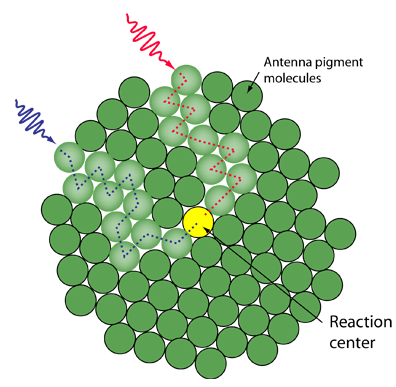 Antenna pigment
molecules
Reaction
center